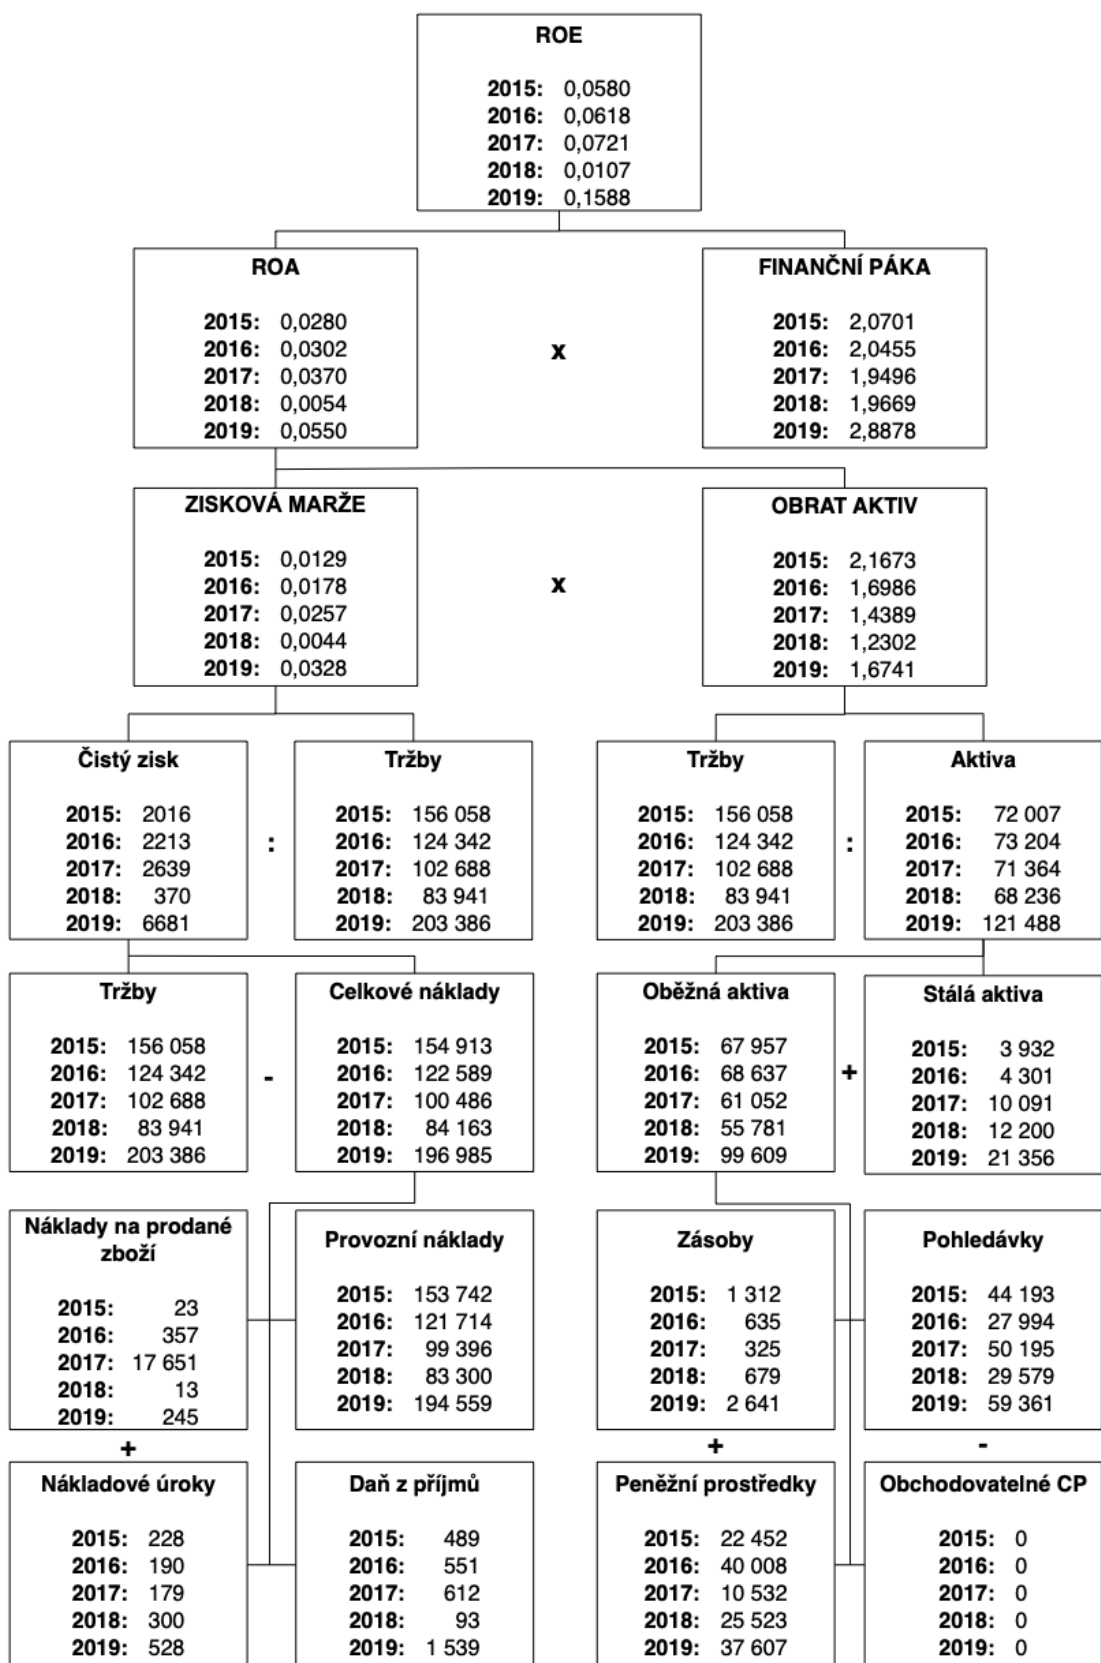 ROE
2015: 0,0580
2016: 0,0618
2017: 0,0721
2018: 0,0107
2019: 0,1588
ROA
2015: 0,0280
2016: 0,0302
2017: 0,0370
2018: 0,0054
2019: 0,0550
x
FINANČNÍ PÁKA
2015: 2,0701
2016: 2,0455
2017: 1,9496
2018: 1,9669
2019: 2,8878
ZISKOVÁ MARŽE
2015: 0,0129
2016: 0,0178
2017: 0,0257
2018: 0,0044
2019: 0,0328
x
OBRAT AKTIV
2015: 2,1673
2016: 1,6986
2017: 1,4389
2018: 1,2302
2019: 1,6741
Čistý zisk
2015: 2016
2016: 2213
2017: 2639
2018: 370
2019: 6681
:
Tržby
2015: 156 058
2016: 124 342
2017: 102 688
2018: 83 941
2019: 203 386
Tržby
2015: 156 058
2016: 124 342
2017: 102 688
2018: 83 941
2019: 203 386
:
Aktiva
2015: 72 007
2016: 73 204
2017: 71 364
2018: 68 236
2019: 121 488
Tržby
2015: 156 058
2016: 124 342
2017: 102 688
2018: 83 941
2019: 203 386
-
Celkové náklady
2015: 154 913
2016: 122 589
2017: 100 486
2018: 84 163
2019: 196 985
Oběžná aktiva
2015: 67 957
2016: 68 637
2017: 61 052
2018: 55 781
2019: 99 609
+
Stálá aktiva
2015: 3 932
2016: 4 301
2017: 10 091
2018: 12 200
2019: 21 356
Náklady na prodané
zboží
2015: 23
2016: 357
2017: 17 651
2018: 13
2019: 245
Provozní náklady
2015: 153 742
2016: 121 714
2017: 99 396
2018: 83 300
2019: 194 559
Zásoby
2015: 1 312
2016: 635
2017: 325
2018: 679
2019: 2 641
Pohledávky
2015: 44 193
2016: 27 994
2017: 50 195
2018: 29 579
2019: 59 361
+
+
-
Nákladové úroky
2015: 228
2016: 190
2017: 179
2018: 300
2019: 528
Daň z příjmů
2015: 489
2016: 551
2017: 612
2018: 93
2019: 1 539
Peněžní prostředky
2015: 22 452
2016: 40 008
2017: 10 532
2018: 25 523
2019: 37 607
Obchodovatelné CP
2015: 0
2016: 0
2017: 0
2018: 0
2019: 0